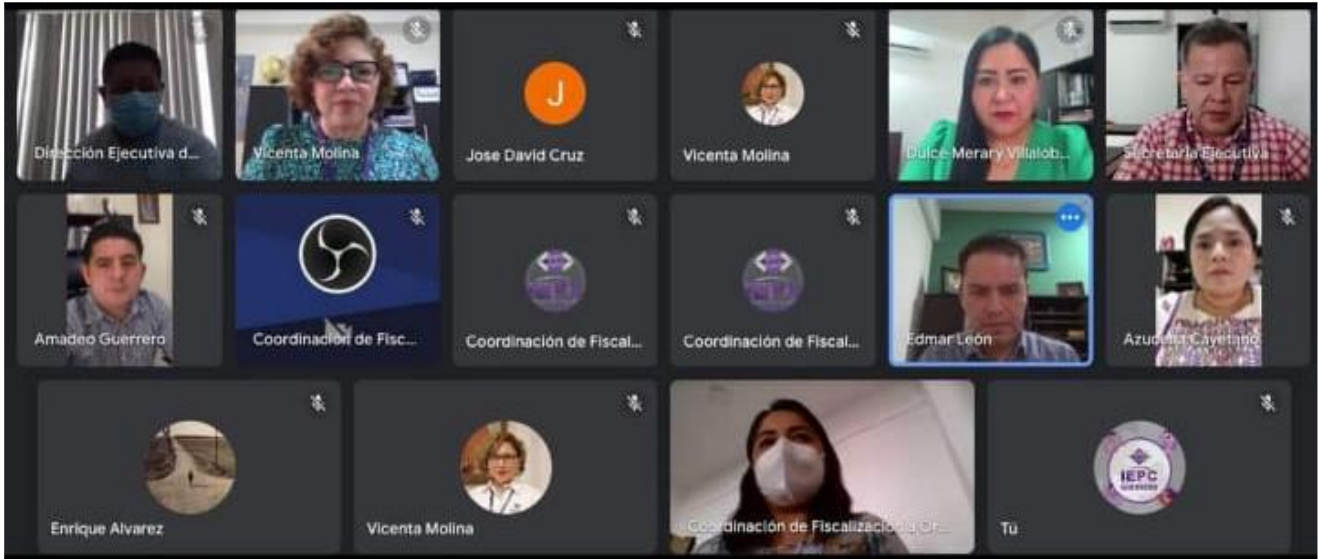 Dirección Ejecutiva d...
Vicenta Molina
J
Jose David Cruz
Vicenta Molina
Dulce Merary Villalob...
Secretaría Ejecutiva
Amadeo Guerrero
Coordinación de Fisc...
Coordinación de Fiscal...
Coordinación de Fiscal...
Edmar León
Azucena Cayetano
Enrique Alvarez
Vicenta Molina
Coordinación de Fiscalización a Or...
IEPC
GUERRERO
Tú